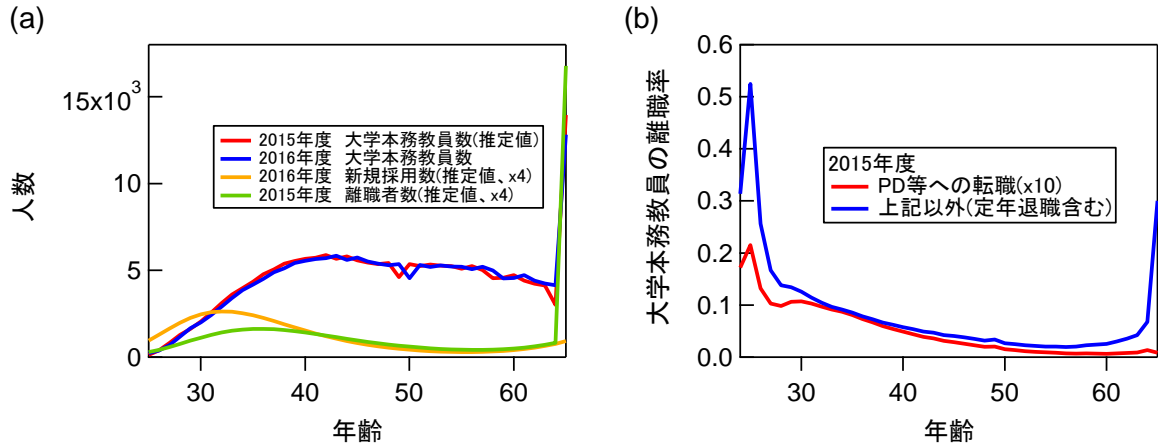 (a)
人数
15x10³
10
5
0
2015年度 大学本務教員数(推定値)
2016年度 大学本務教員数
2016年度 新規採用数(推定値、x4)
2015年度 離職者数(推定値、x4)
30
40
50
60
年齢
(b)
大学本務教員の離職率
0.6
0.5
0.4
0.3
0.2
0.1
0.0
2015年度
PD等への転職(x10)
上記以外(定年退職含む)
30
40
50
60
年齢